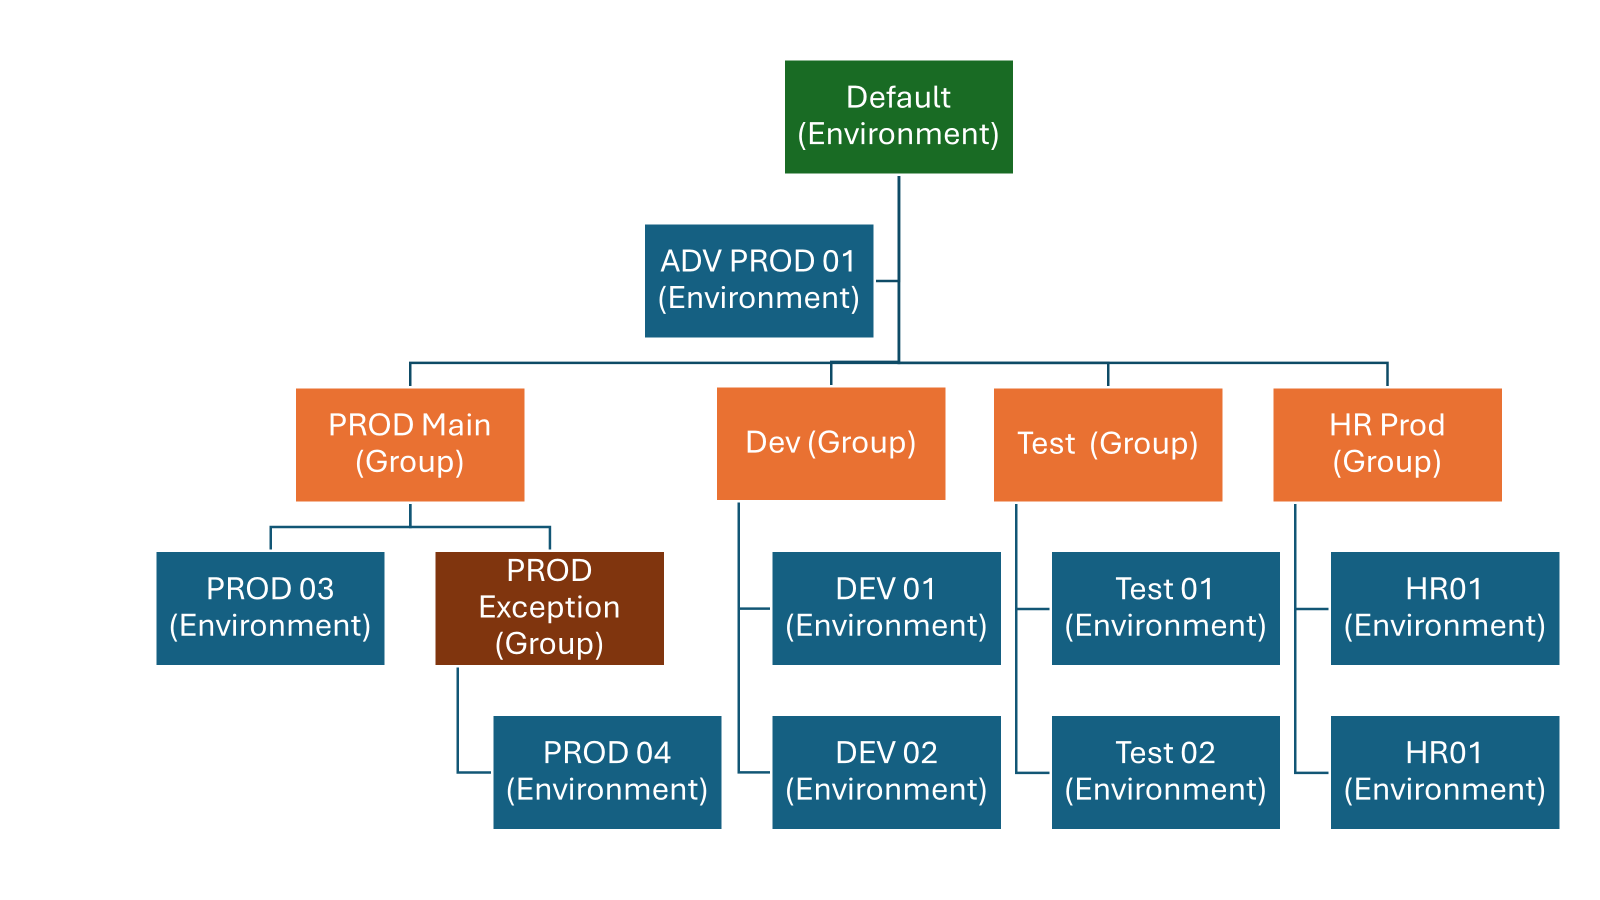 Default
(Environment)
ADV PROD 01
(Environment)
PROD Main
(Group)
Dev (Group)
Test  (Group)
HR Prod
(Group)
PROD 03
(Environment)
PROD
Exception
(Group)
DEV 01
(Environment)
Test 01
(Environment)
HR01
(Environment)
PROD 04
(Environment)
DEV 02
(Environment)
Test 02
(Environment)
HR01
(Environment)